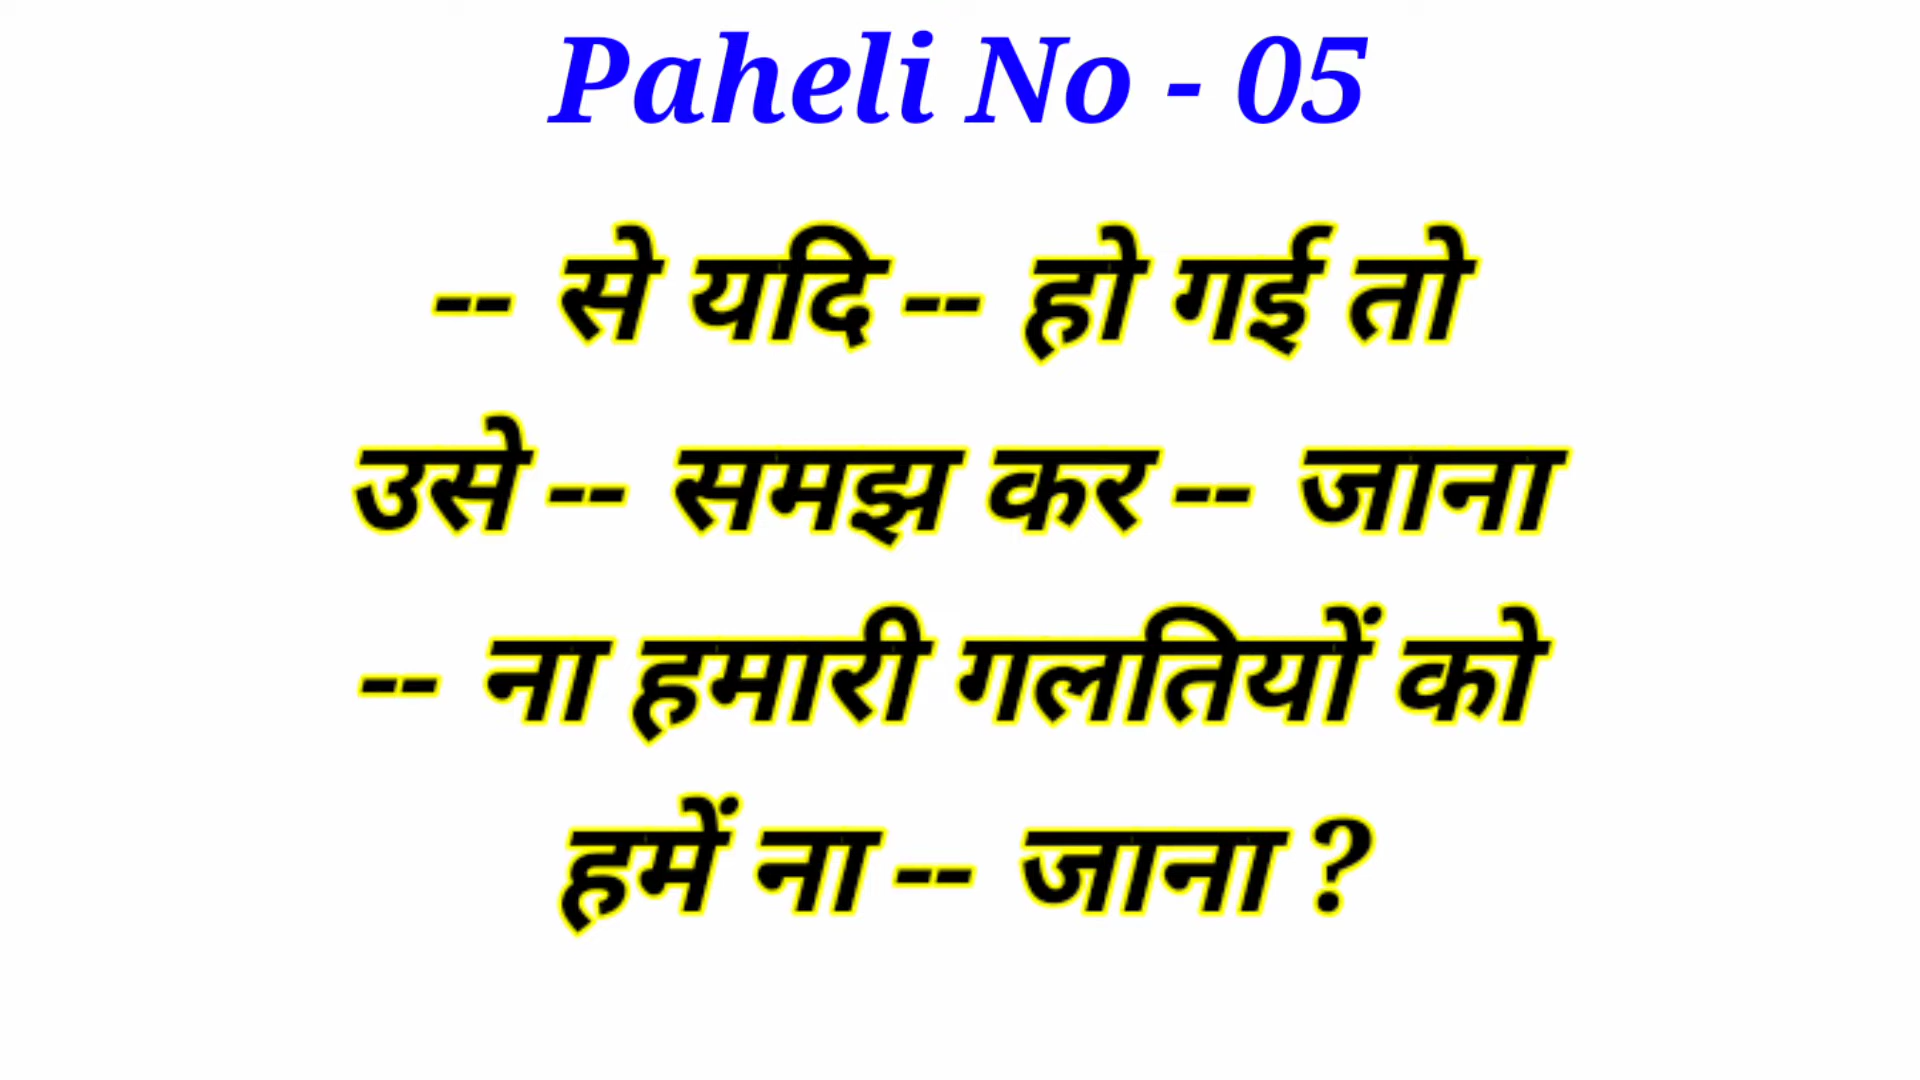 Paheli No - 05
-- से यदि -- हो गई तो
उसे -- समझ कर -- जाना
-- ना हमारी गलतियों को
हमें ना -- जाना ?